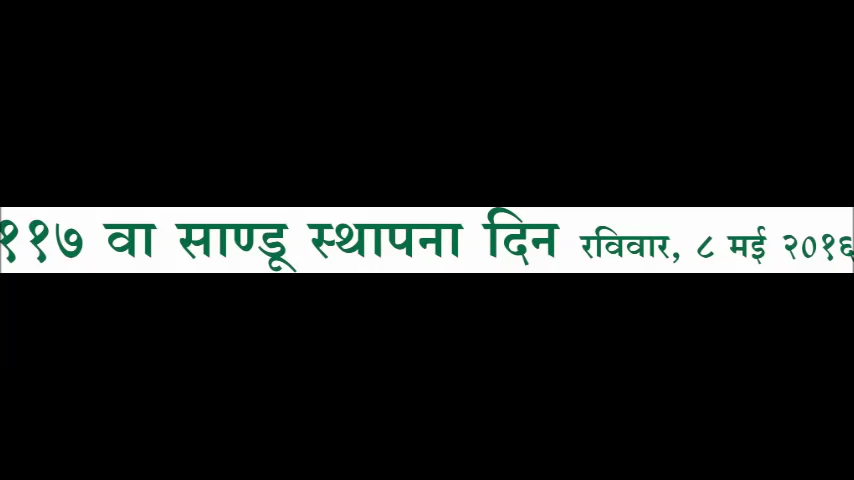 ११७ वा साण्डू स्थापना दिन रविवार, ८ मई २०१६